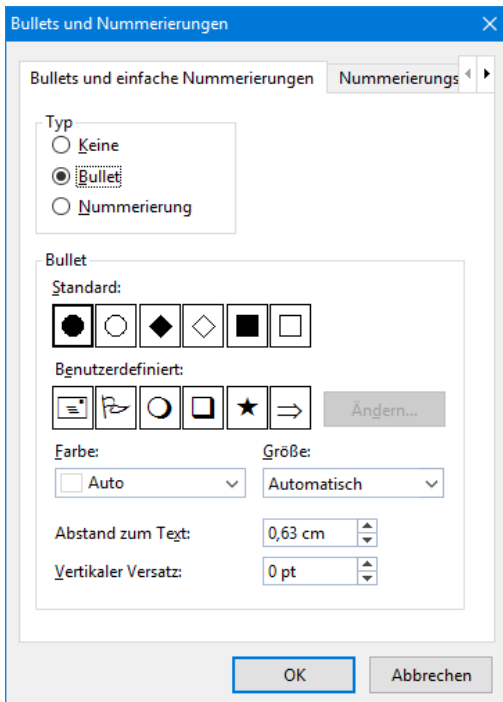 Bullets und Nummerierungen
Bullets und einfache Nummerierungen
Nummerierungs
Typ
Keine
Bullet
Nummerierung
Bullet
Standard:
Benutzerdefiniert:
Ändern...
Farbe: Größe:
Auto Automatisch
Abstand zum Text: 0,63 cm
Vertikaler Versatz: 0 pt
OK Abbrechen